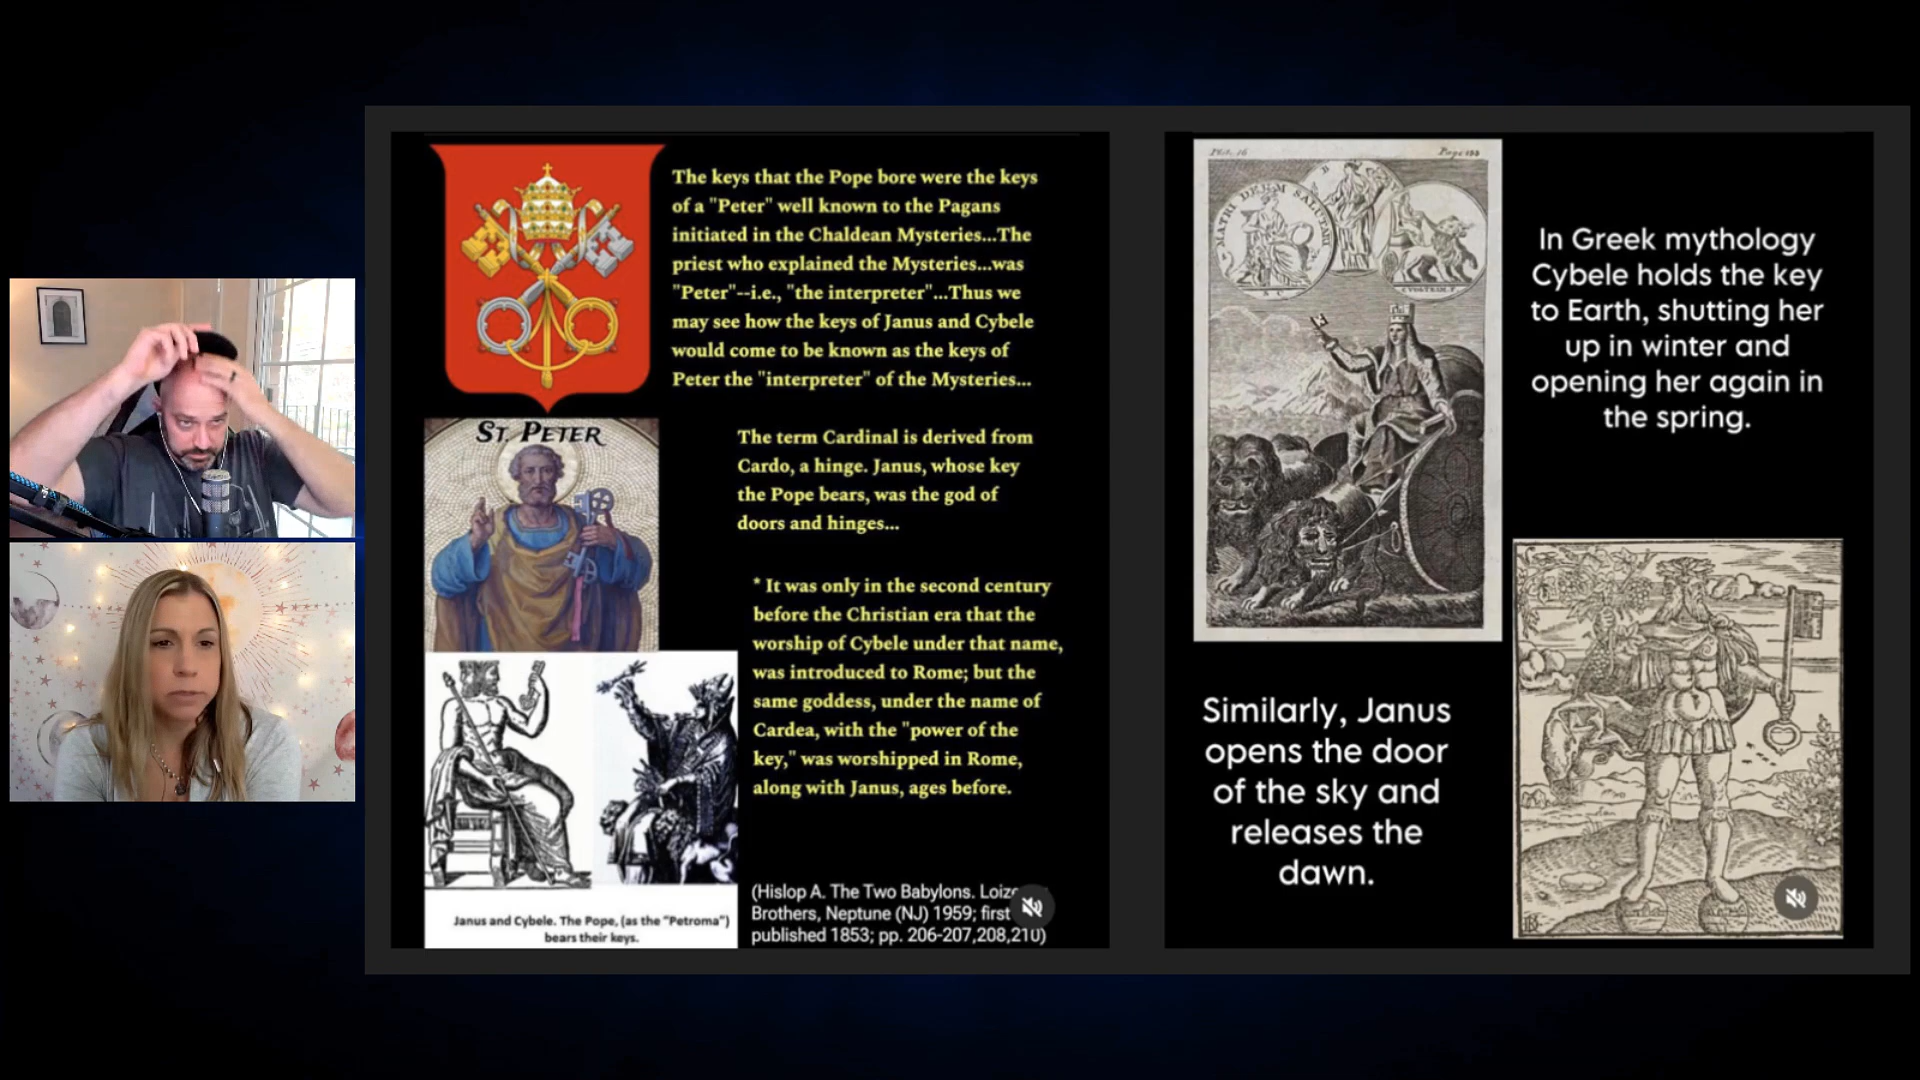 The keys that the Pope bore were the keys
of a "Peter" well known to the Pagans
initiated in the Chaldean Mysteries...The
priest who explained the Mysteries...was
"Peter"--i.e., "the interpreter"...Thus we
may see how the keys of Janus and Cybele
would come to be known as the keys of
Peter the "interpreter" of the Mysteries...
ST. PETER
The term Cardinal is derived from
Cardo, a hinge. Janus, whose key
the Pope bears, was the god of
doors and hinges...
* It was only in the second century
before the Christian era that the
worship of Cybele under that name,
was introduced to Rome; but the
same goddess, under the name of
Cardea, with the "power of the
key," was worshipped in Rome,
along with Janus, ages before.
Janus and Cybele. The Pope, (as the "Petroma")
bears their keys.
(Hislop A. The Two Babylons.
Brothers, Neptune (NJ) 1959; first
published 1853; pp. 206-207,208,210)
MATRI DEUM SALUTARI
B
S C
In Greek mythology
Cybele holds the key
to Earth, shutting her
up in winter and
opening her again in
the spring.
Similarly, Janus
opens the door
of the sky and
releases the
dawn.